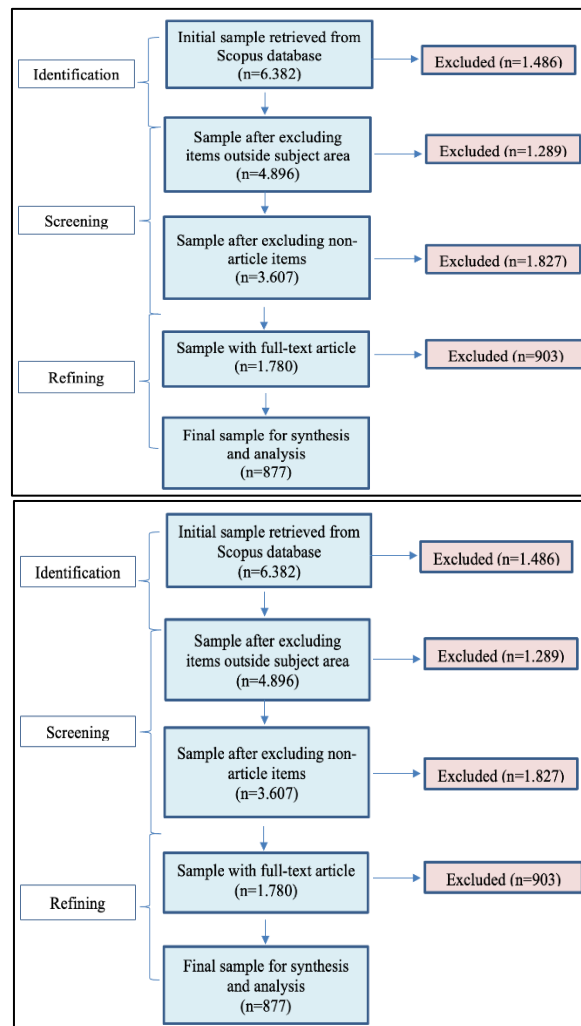 Initial sample retrieved from
Scopus database
(n=6.382)
Excluded (n=1.486)
Identification
Sample after excluding
items outside subject area
(n=4.896)
Excluded (n=1.289)
Screening
Sample after excluding non-
article items
(n=3.607)
Excluded (n=1.827)
Sample with full-text article
(n=1.780)
Excluded (n=903)
Refining
Final sample for synthesis
and analysis
(n=877)
Initial sample retrieved from
Scopus database
(n=6.382)
Excluded (n=1.486)
Identification
Sample after excluding
items outside subject area
(n=4.896)
Excluded (n=1.289)
Screening
Sample after excluding non-
article items
(n=3.607)
Excluded (n=1.827)
Sample with full-text article
(n=1.780)
Excluded (n=903)
Refining
Final sample for synthesis
and analysis
(n=877)